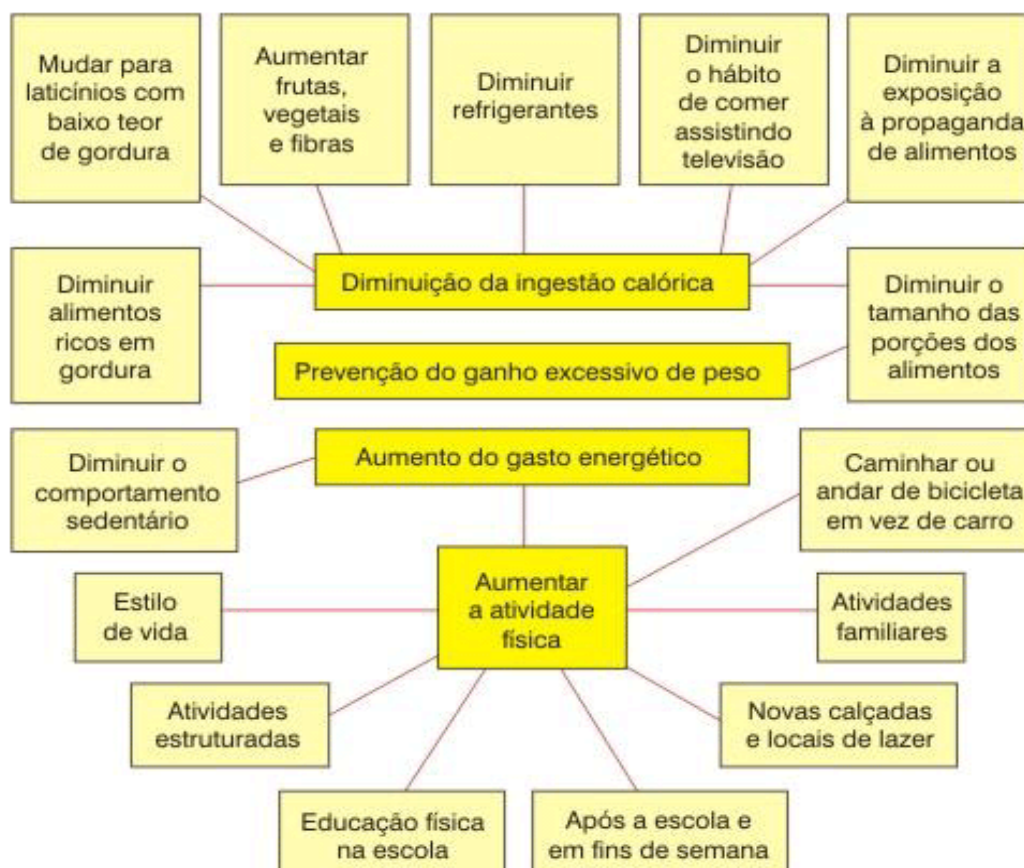 Mudar para
laticínios com
baixo teor
de gordura
Aumentar
frutas,
vegetais
e fibras
Diminuir
refrigerantes
Diminuir
o hábito
de comer
assistindo
televisão
Diminuir a
exposição
à propaganda
de alimentos
Diminuir
alimentos
ricos em
gordura
Diminuição da ingestão calórica
Diminuir o
tamanho das
porções dos
alimentos
Prevenção do ganho excessivo de peso
Diminuir o
comportamento
sedentário
Aumento do gasto energético
Caminhar ou
andar de bicicleta
em vez de carro
Aumentar
a atividade
física
Estilo
de vida
Atividades
familiares
Atividades
estruturadas
Novas calçadas
e locais de lazer
Educação física
na escola
Após a escola e
em fins de semana